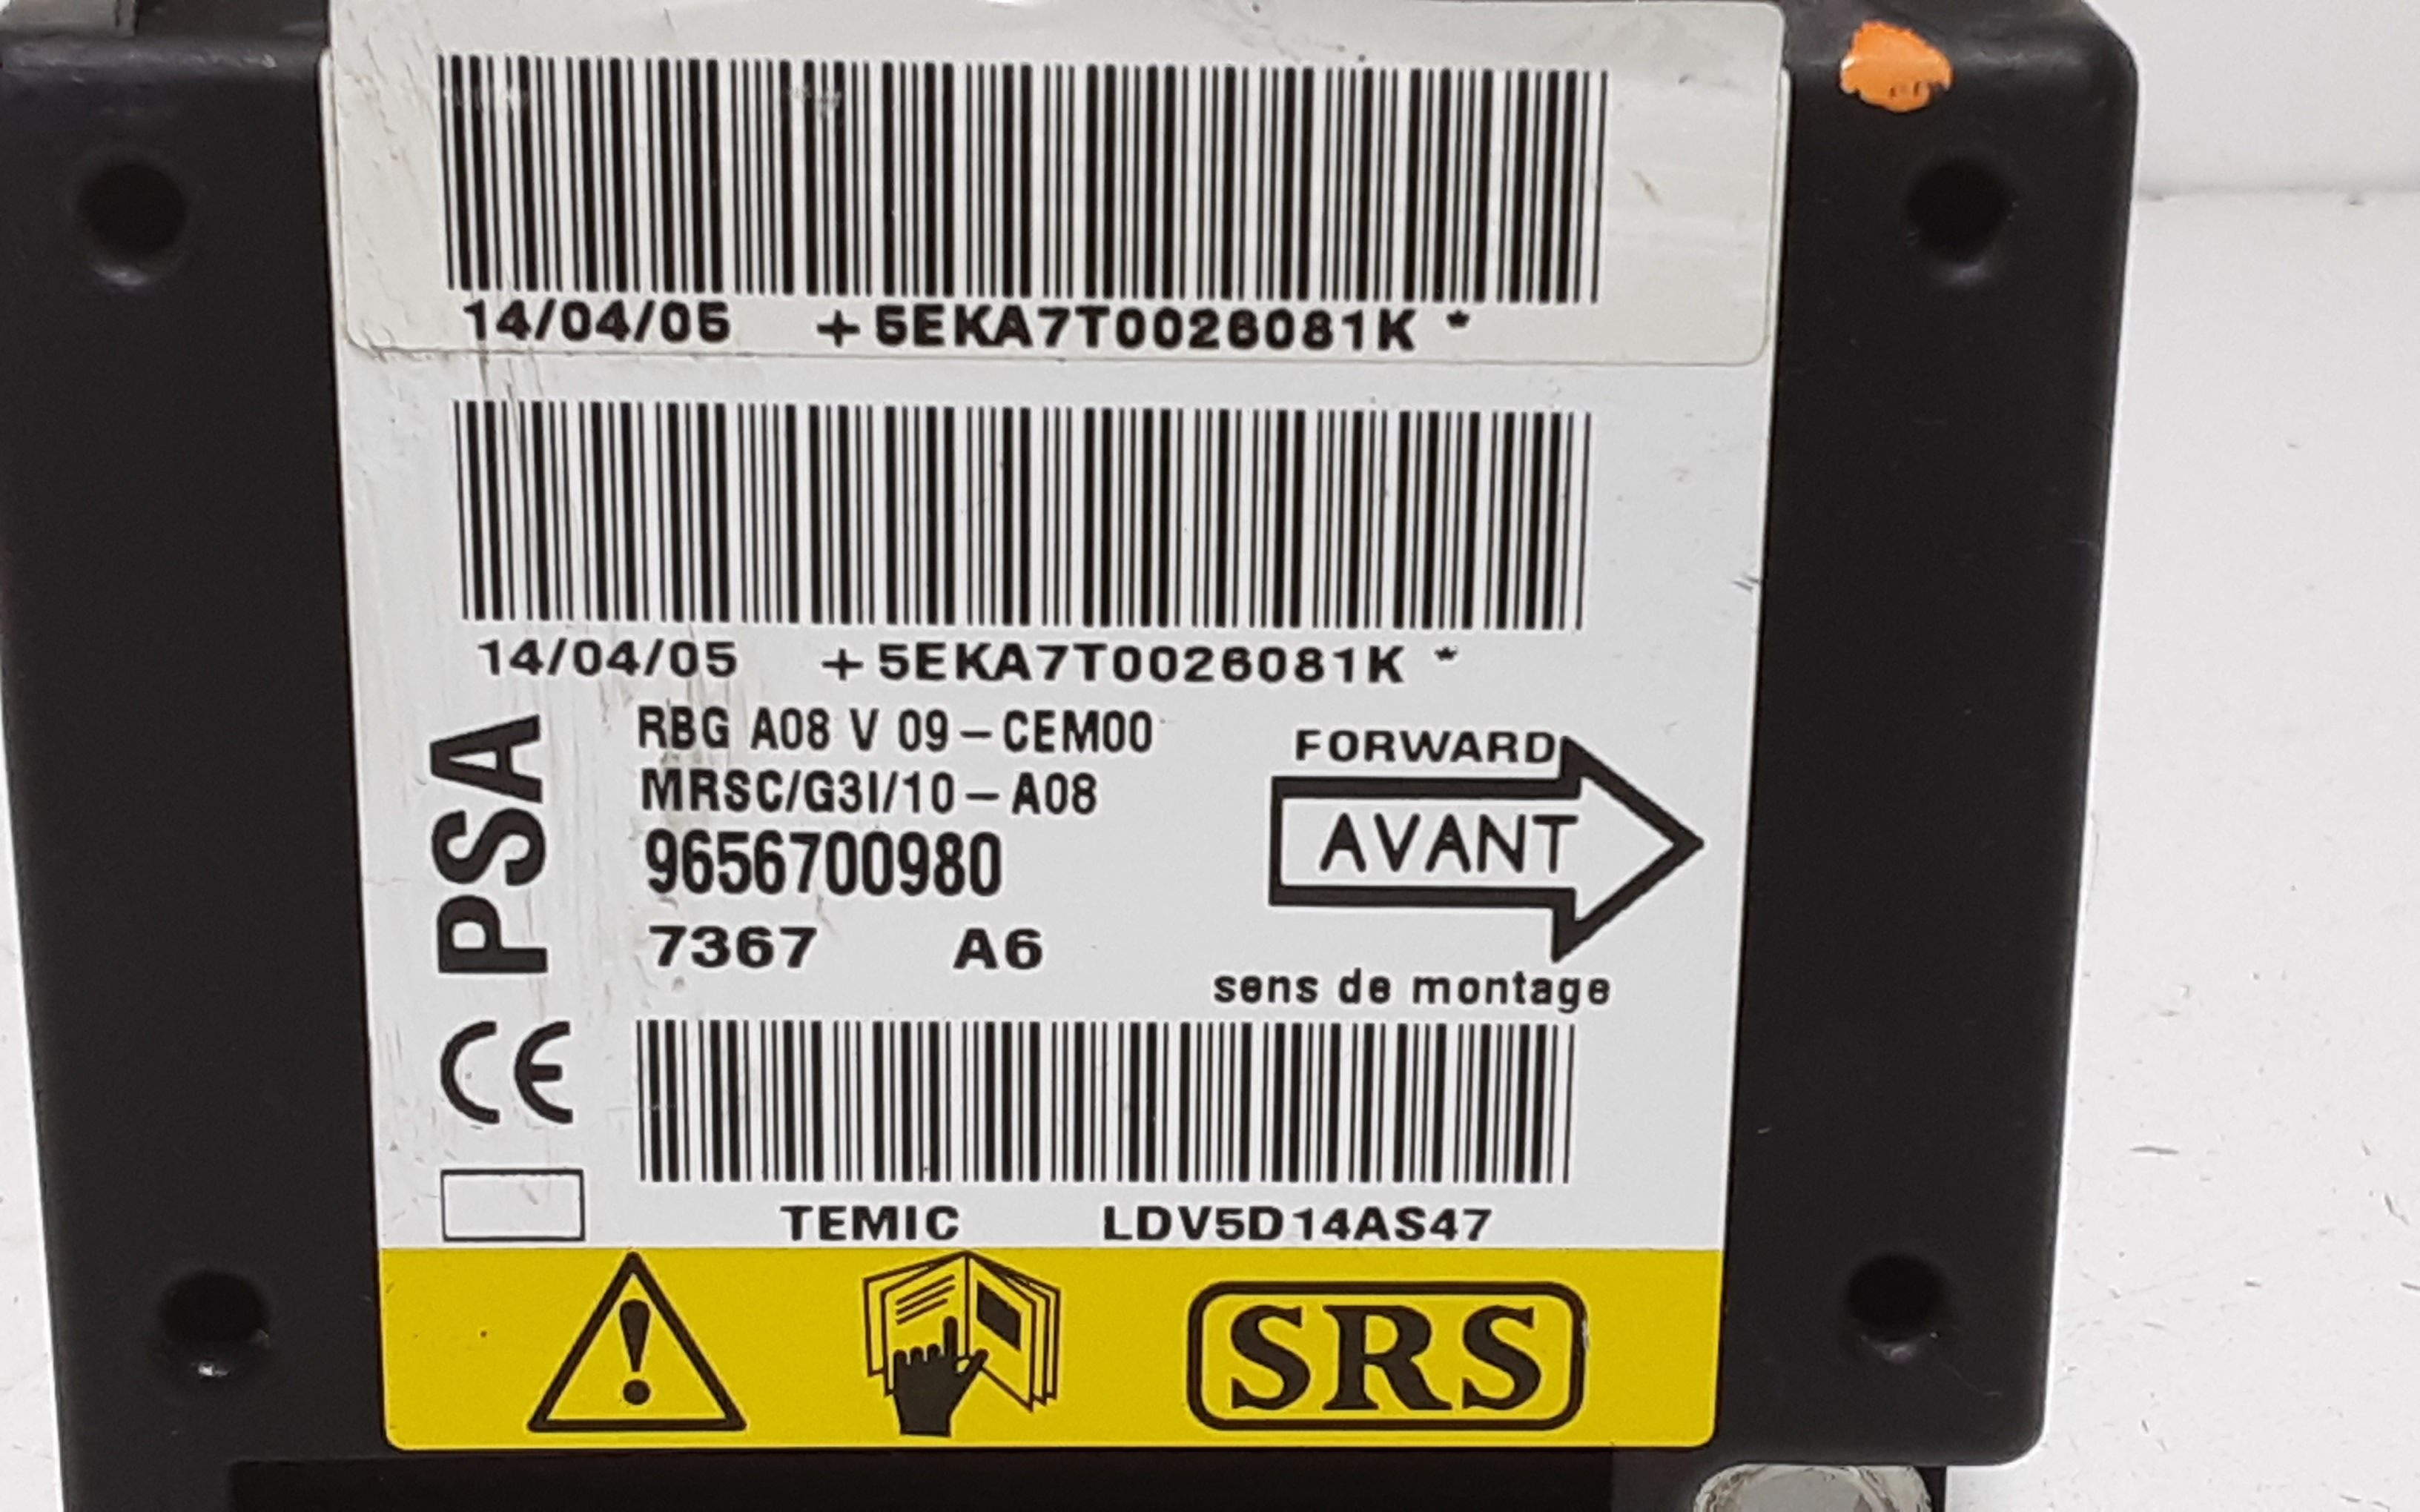 14/04/05 +5EKA7T0026081K *
14/04/05 +5EKA7T0026081K *
PSA
CE
RBG A08 V 09-CEM00
MRSC/G3I/10-A08
9656700980
7367 A6
FORWARD
AVANT
sens de montage
TEMIC LDV5D14AS47
SRS